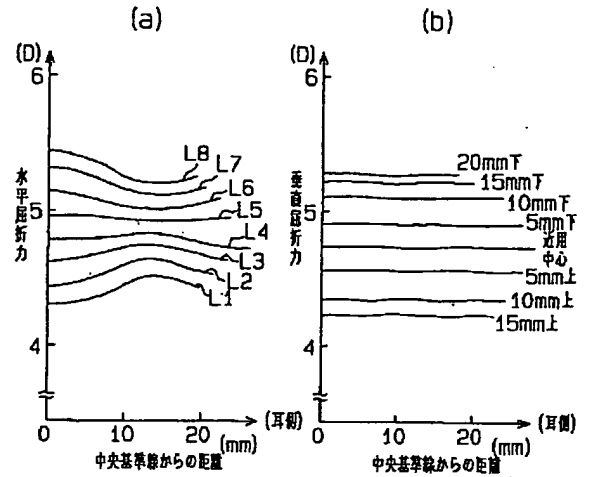 (a)
(D)
6
5
4
水平屈折力
L8
L7
L6
L5
L4
L3
L2
L1
0
10
20
(mm)
(耳側)
中央基準線からの距離
(b)
(D)
6
5
4
垂直屈折力
20mm下
15mm下
10mm下
5mm下
近用
中心
5mm上
10mm上
15mm上
0
10
20
(mm)
(耳側)
中央基準線からの距離